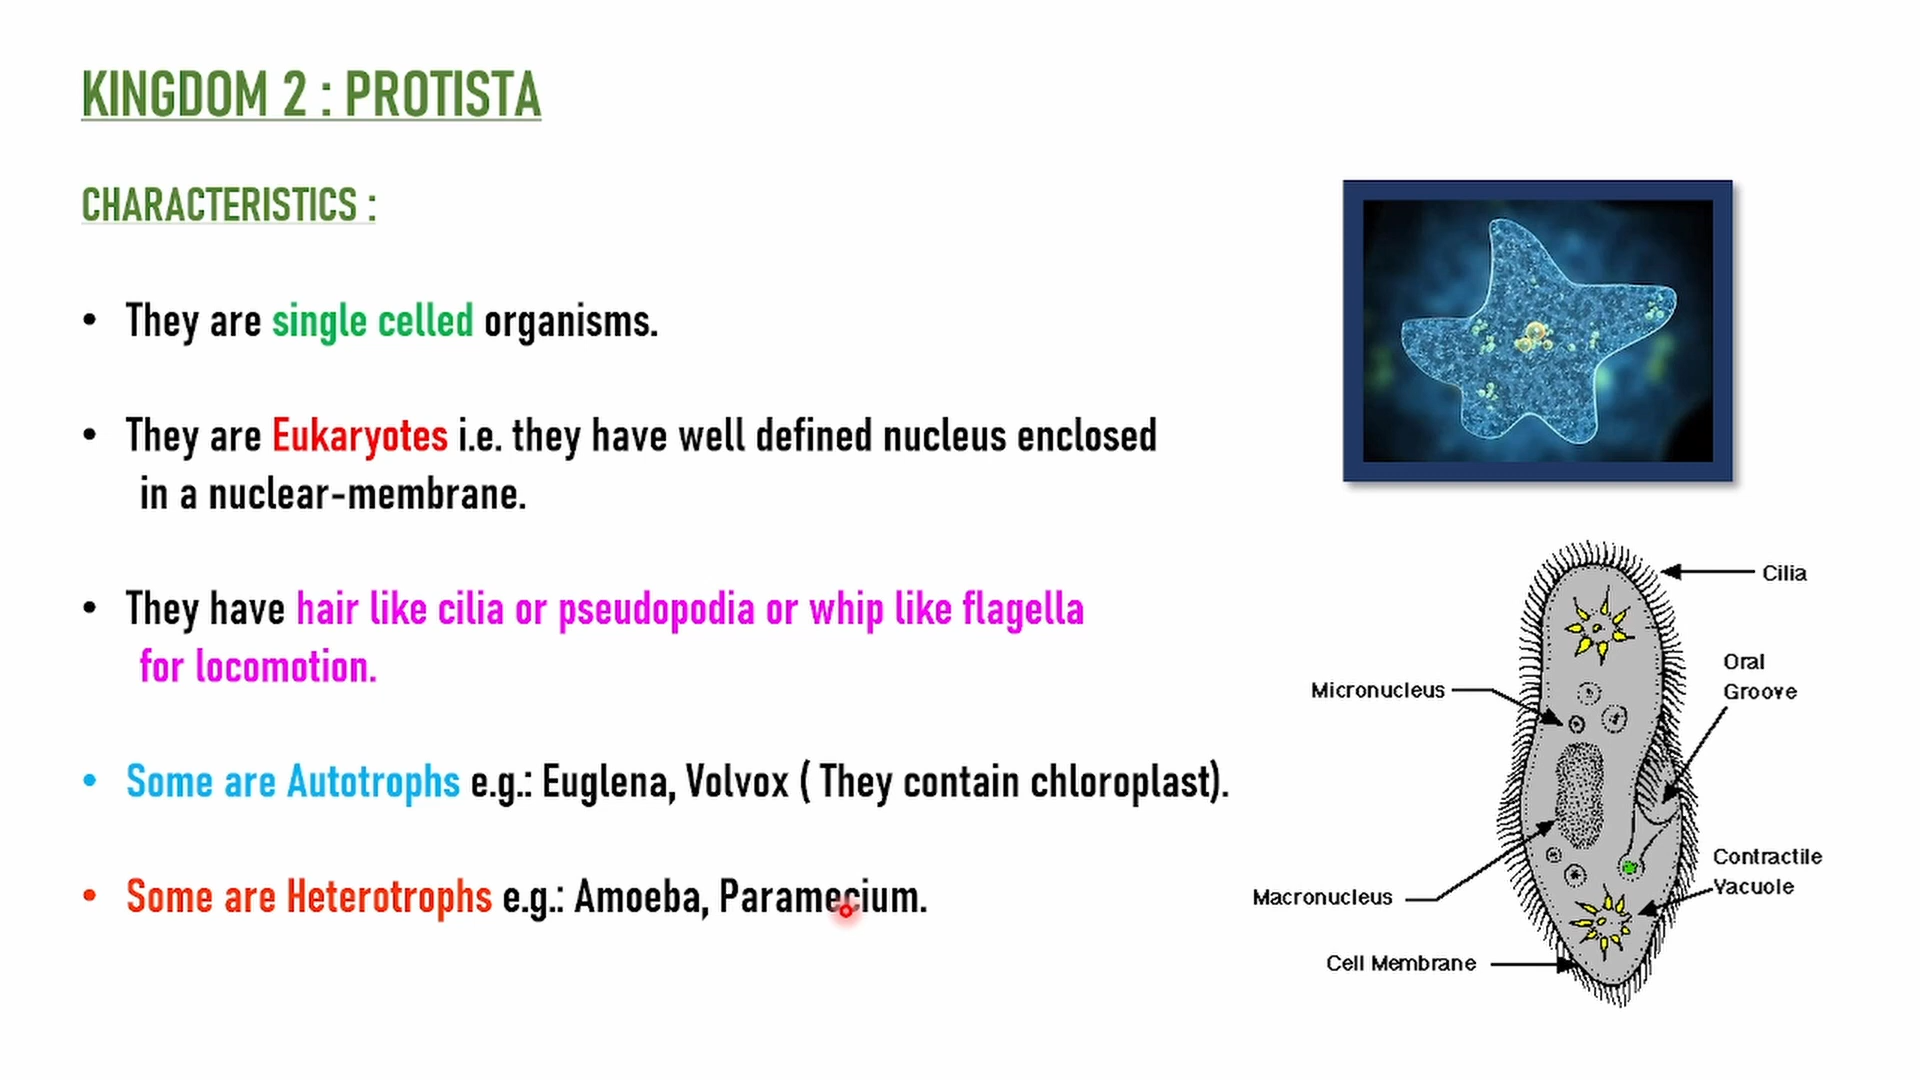 KINGDOM 2 : PROTISTA
CHARACTERISTICS :
• They are single celled organisms.
• They are Eukaryotes i.e. they have well defined nucleus enclosed
in a nuclear-membrane.
• They have hair like cilia or pseudopodia or whip like flagella
for locomotion.
• Some are Autotrophs e.g.: Euglena, Volvox ( They contain chloroplast).
• Some are Heterotrophs e.g.: Amoeba, Paramecium.
Cilia
Oral
Groove
Micronucleus
Contractile
Vacuole
Macronucleus
Cell Membrane